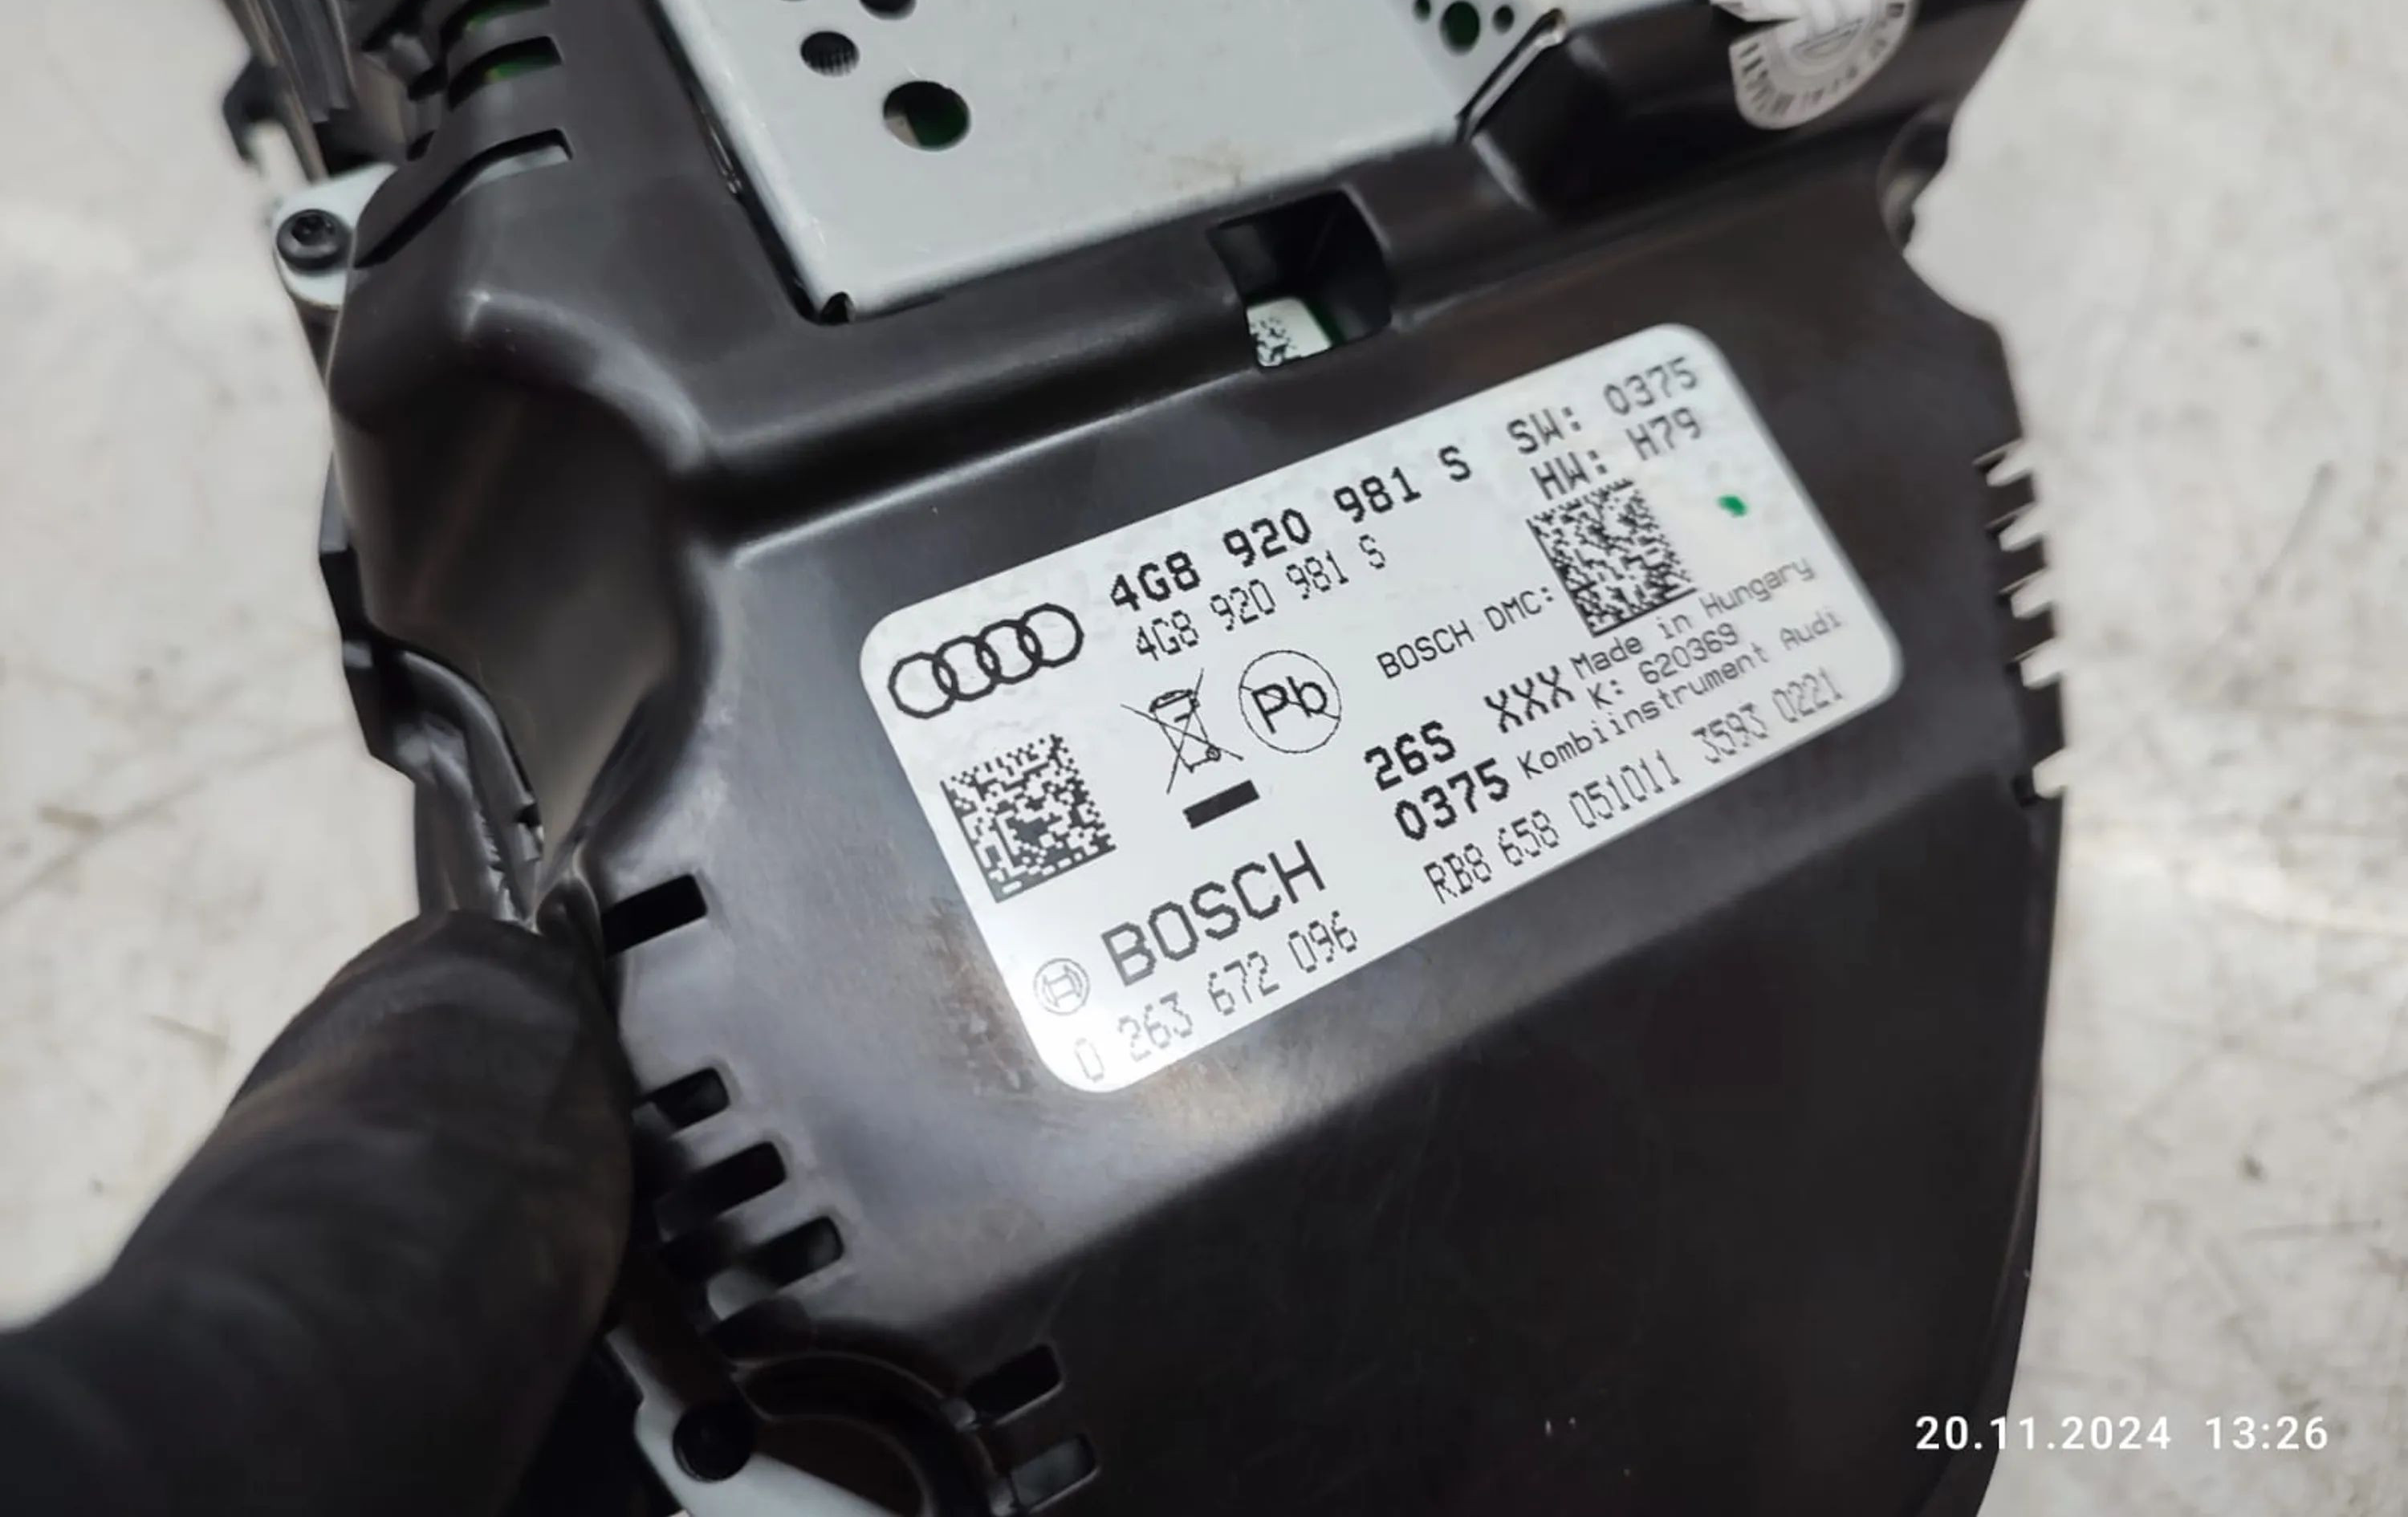 4G8 920 981 S SW: 0375
4G8 920 981 S HW: H79
Pb
BOSCH DMC:
26S XXX Made in Hungary
K: 620369
0375 Kombiinstrument Audi
BOSCH
RB8 658 051011 3593 0221
0 263 672 096
20.11.2024 13:26